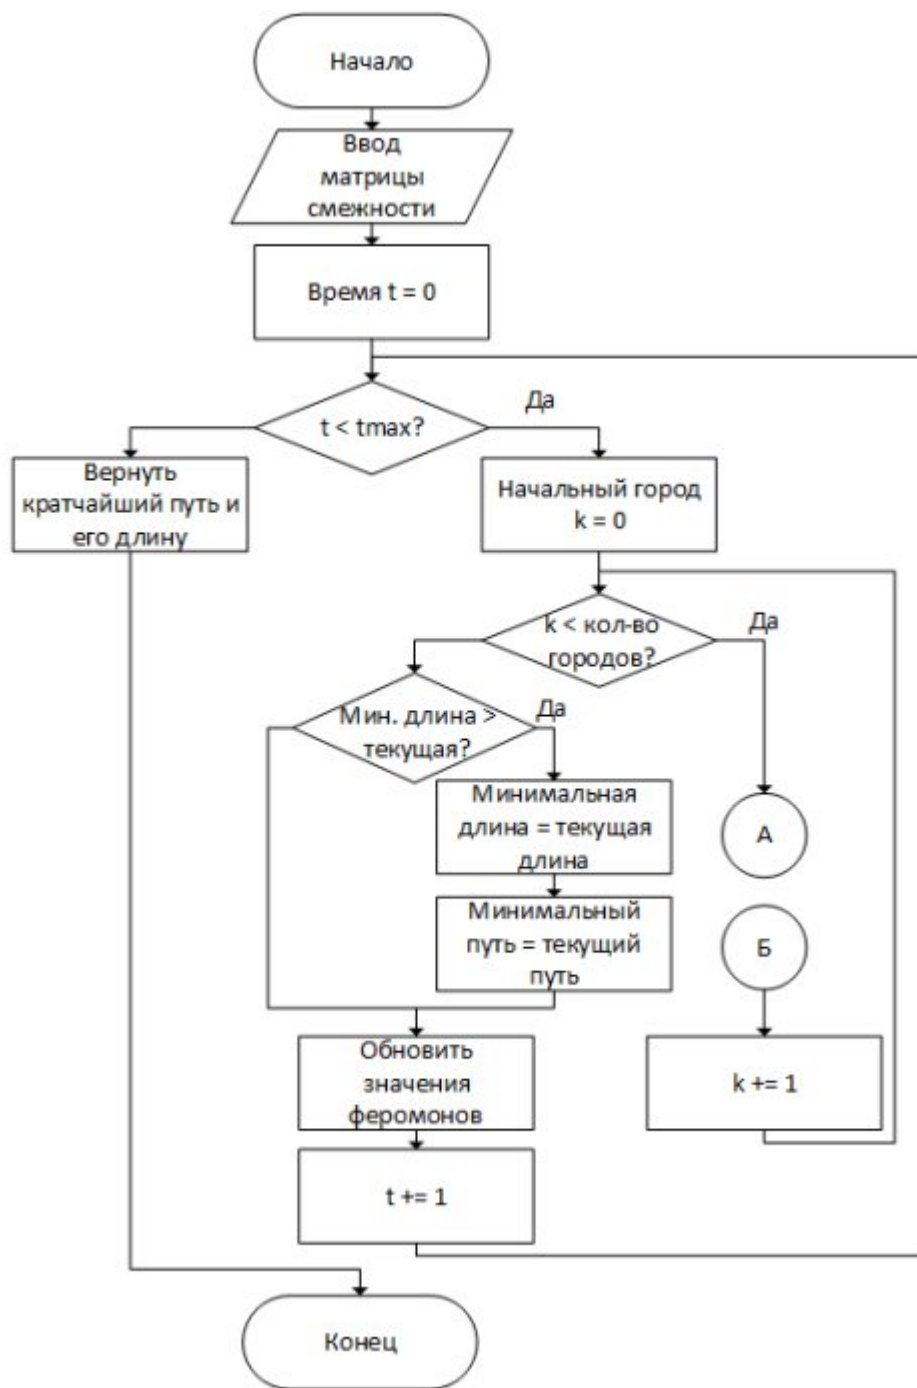 Начало
Ввод
матрицы
смежности
Время t = 0
t < tmax?
Да
Вернуть
кратчайший путь и
его длину
Начальный город
k = 0
k < кол-во
городов?
Да
Мин. длина >
текущая?
Да
Минимальная
длина = текущая
длина
А
Минимальный
путь = текущий
путь
Б
Обновить
значения
феромонов
k += 1
t += 1
Конец